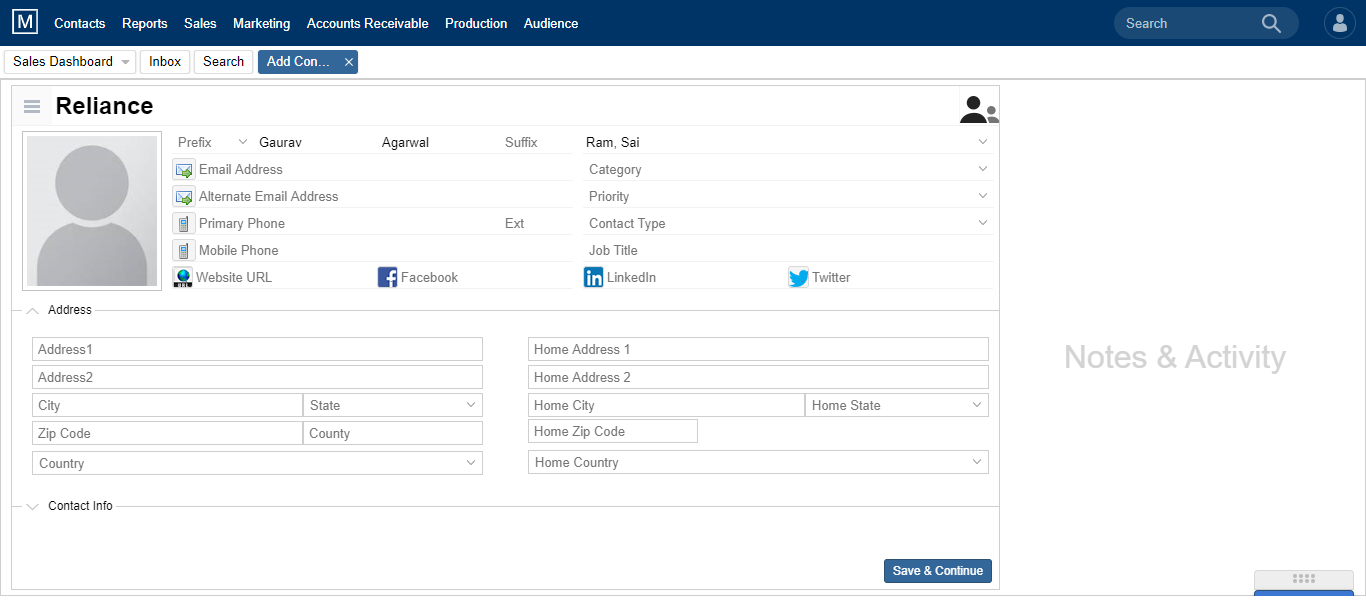 M Contacts Reports Sales Marketing Accounts Receivable Production Audience Search
Sales Dashboard Inbox Search Add Con... ×
Reliance
Prefix Gaurav Agarwal Suffix Ram, Sai
Email Address Category
Alternate Email Address Priority
Primary Phone Ext Contact Type
Mobile Phone Job Title
URL Website URL f Facebook in LinkedIn Twitter
Address
Address1 Home Address 1
Address2 Home Address 2
City State Home City Home State
Zip Code County Home Zip Code
Country Home Country
Notes & Activity
Contact Info
Save & Continue